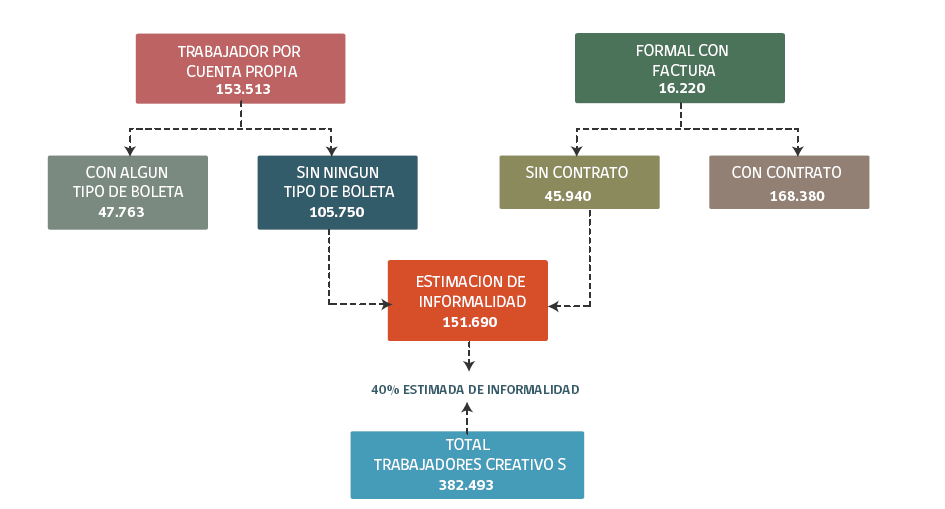 TRABAJADOR POR
CUENTA PROPIA
153.513
FORMAL CON
FACTURA
16.220
CON ALGUN
TIPO DE BOLETA
47.763
SIN NINGUN
TIPO DE BOLETA
105.750
SIN CONTRATO
45.940
CON CONTRATO
168.380
ESTIMACION DE
INFORMALIDAD
151.690
40% ESTIMADA DE INFORMALIDAD
TOTAL
TRABAJADORES CREATIVO S
382.493